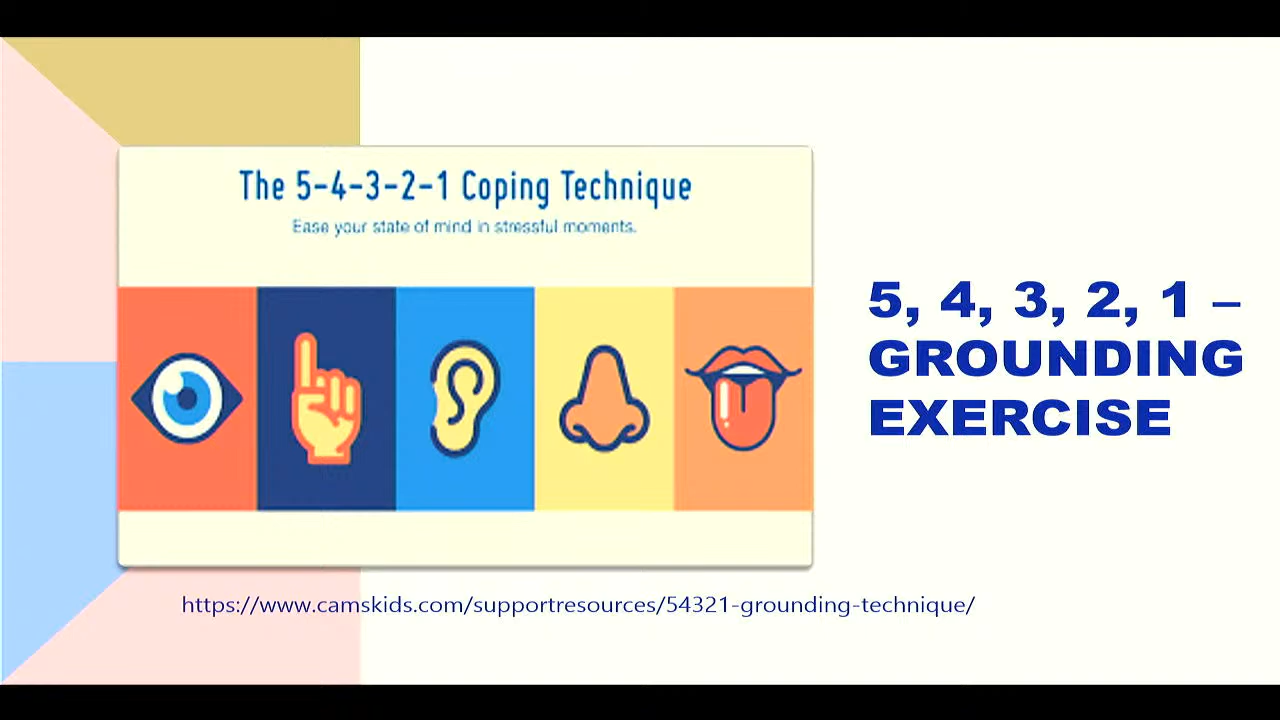 The 5-4-3-2-1 Coping Technique
Ease your state of mind in stressful moments.
5, 4, 3, 2, 1 –
GROUNDING
EXERCISE
https://www.camskids.com/supportresources/54321-grounding-technique/